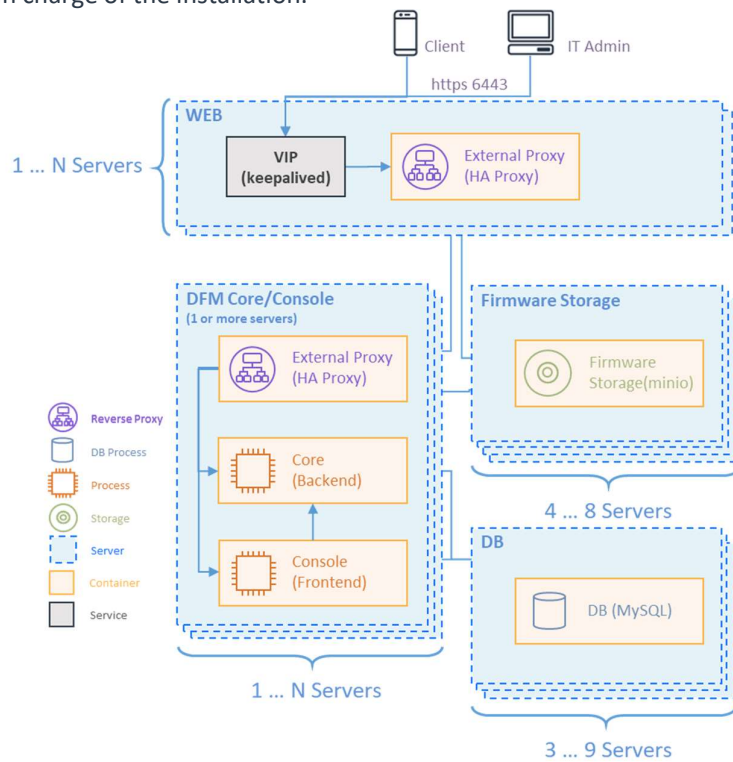 in charge of the installation.
Client
IT Admin
https 6443
WEB
1 ... N Servers
VIP
(keepalived)
External Proxy
(HA Proxy)
DFM Core/Console
(1 or more servers)
External Proxy
(HA Proxy)
Core
(Backend)
Console
(Frontend)
1 ... N Servers
Firmware Storage
Firmware
Storage(minio)
4 ... 8 Servers
DB
DB (MySQL)
3 ... 9 Servers
Reverse Proxy
DB Process
Process
Storage
Server
Container
Service